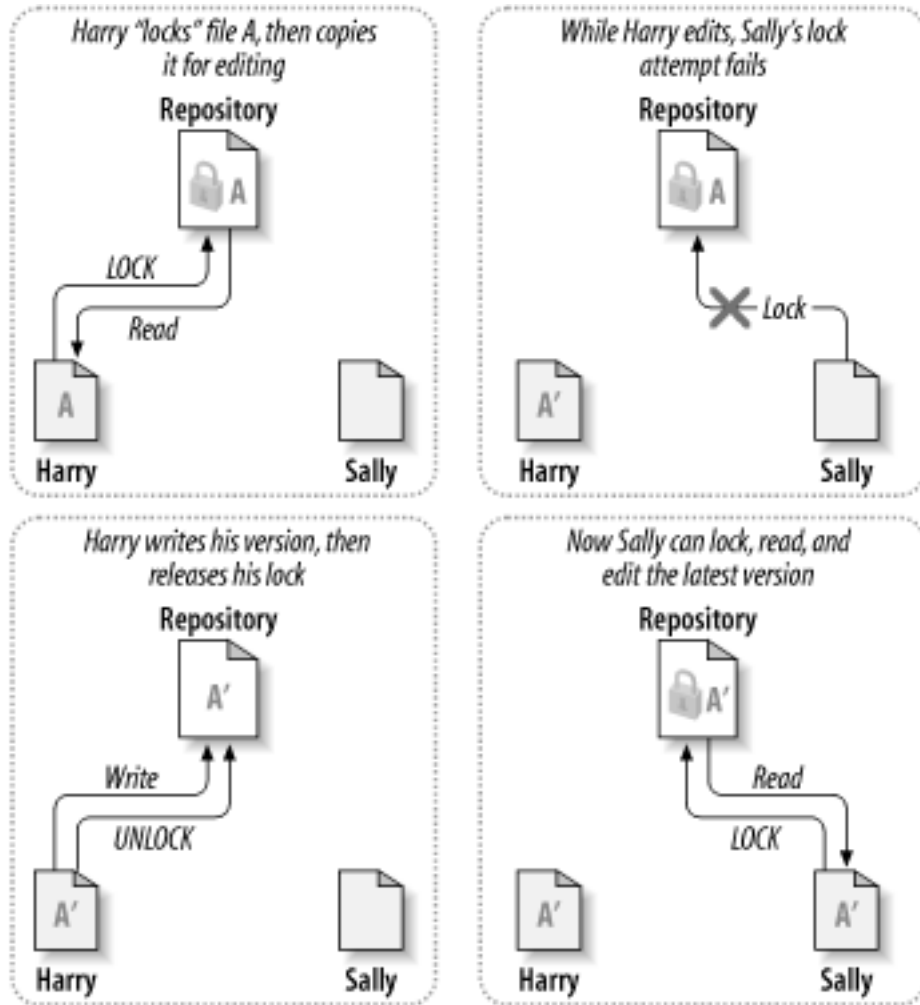 Harry “locks” file A, then copies
it for editing
Repository
A
LOCK
Read
A
Harry
Sally
While Harry edits, Sally’s lock
attempt fails
Repository
A
Lock
A′
Harry
Sally
Harry writes his version, then
releases his lock
Repository
A′
Write
UNLOCK
A′
Harry
Sally
Now Sally can lock, read, and
edit the latest version
Repository
A′
Read
LOCK
A′
A′
Harry
Sally